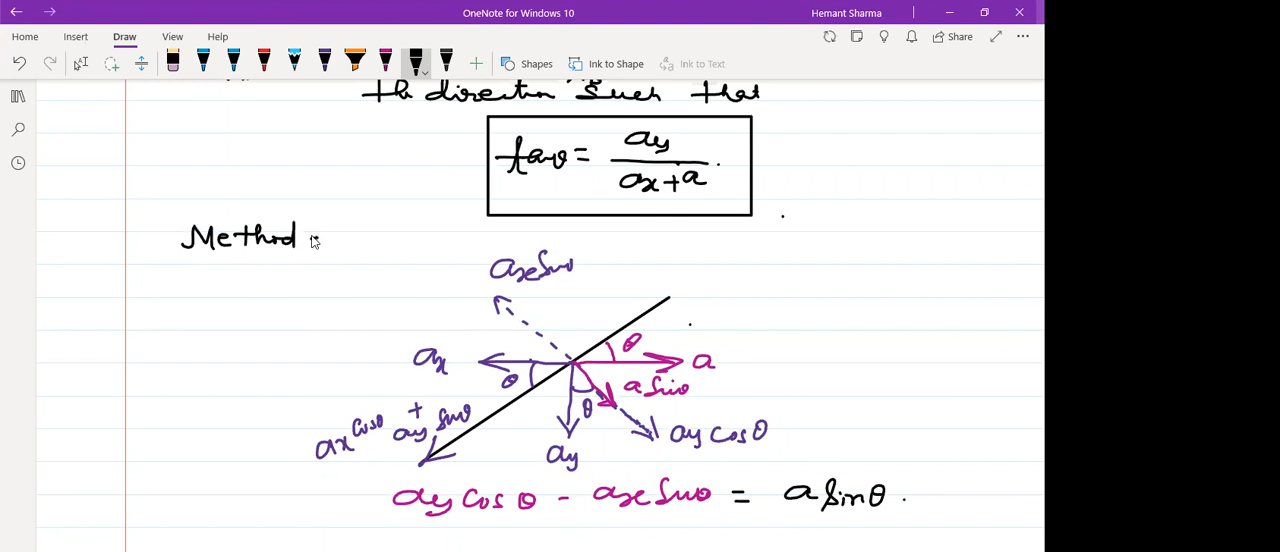 OneNote for Windows 10
Hemant Sharma
Home Insert Draw View Help
Share
Shapes Ink to Shape Ink to Text
the direction such that
tanθ = ay / ax+a
Method
ax Sinθ
θ
ax
a
θ
a Sinθ
θ
ax Cosθ + ay Sinθ
ay Cosθ
ay
ay Cosθ - ax Sinθ = a Sinθ.